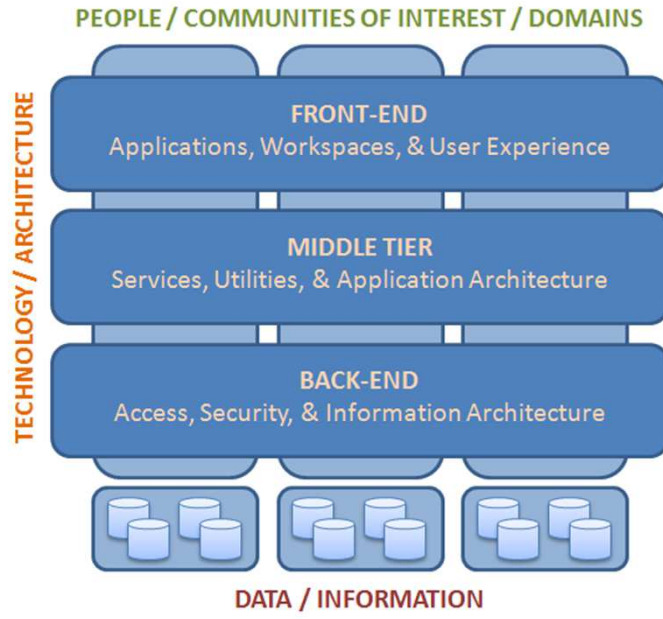 PEOPLE / COMMUNITIES OF INTEREST / DOMAINS
TECHNOLOGY / ARCHITECTURE
FRONT-END
Applications, Workspaces, & User Experience
MIDDLE TIER
Services, Utilities, & Application Architecture
BACK-END
Access, Security, & Information Architecture
DATA / INFORMATION